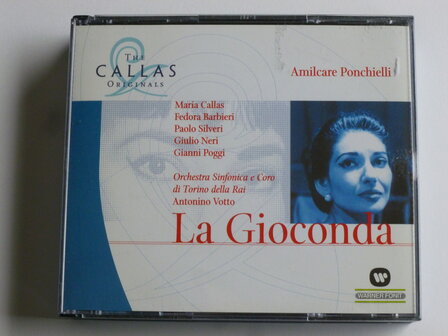 THE
CALLAS
ORIGINALS
Amilcare Ponchielli
Maria Callas
Fedora Barbieri
Paolo Silveri
Giulio Neri
Gianni Poggi
Orchestra Sinfonica e Coro
di Torino della Rai
Antonino Votto
La Gioconda
WARNER FONIT